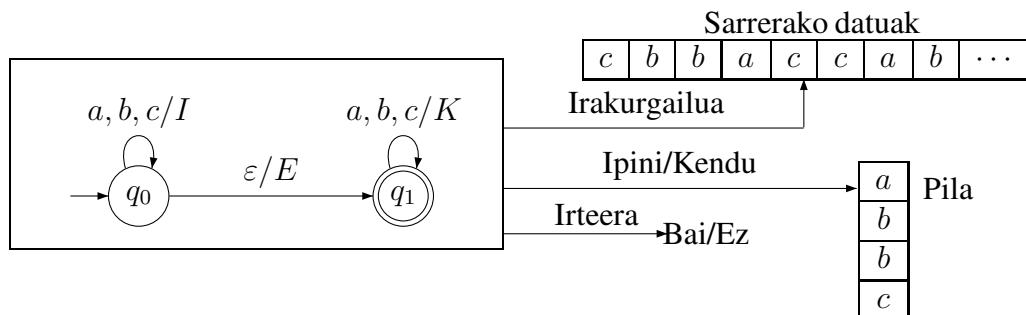 Sarrerako datuak
c b b a c c a b ⋯
Irakurgailua
a, b, c/I
a, b, c/K
ε/E
q₀
q₁
Ipini/Kendu
a
b
b
c
Pila
Irteera
Bai/Ez